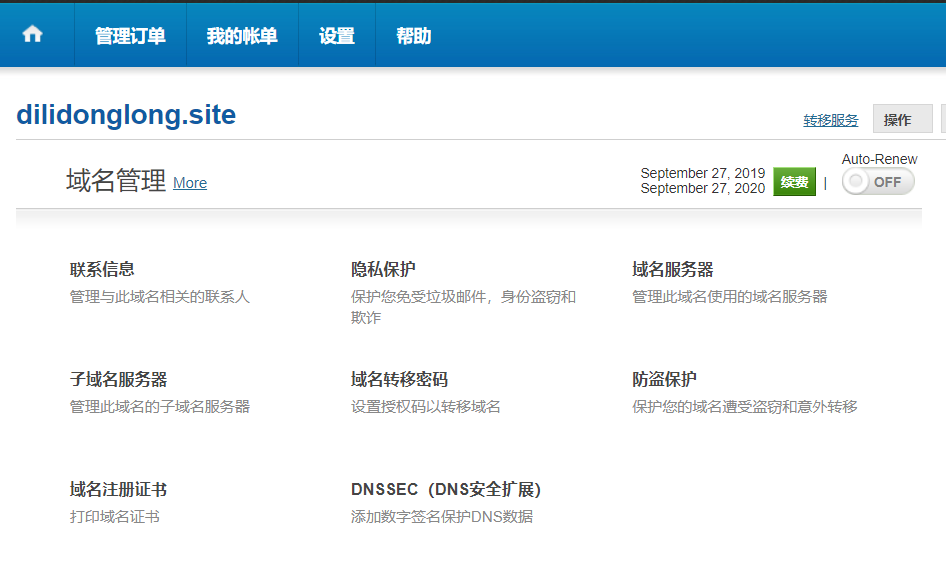 管理订单 我的帐单 设置 帮助
dilidonglong.site
转移服务 操作
Auto-Renew
域名管理 More
September 27, 2019
September 27, 2020
续费 | OFF
联系信息 隐私保护 域名服务器
管理与此域名相关的联系人 保护您免受垃圾邮件，身份盗窃和 管理此域名使用的域名服务器
欺诈
子域名服务器 域名转移密码 防盗保护
管理此域名的子域名服务器 设置授权码以转移域名 保护您的域名遭受盗窃和意外转移
域名注册证书 DNSSEC（DNS安全扩展）
打印域名证书 添加数字签名保护DNS数据